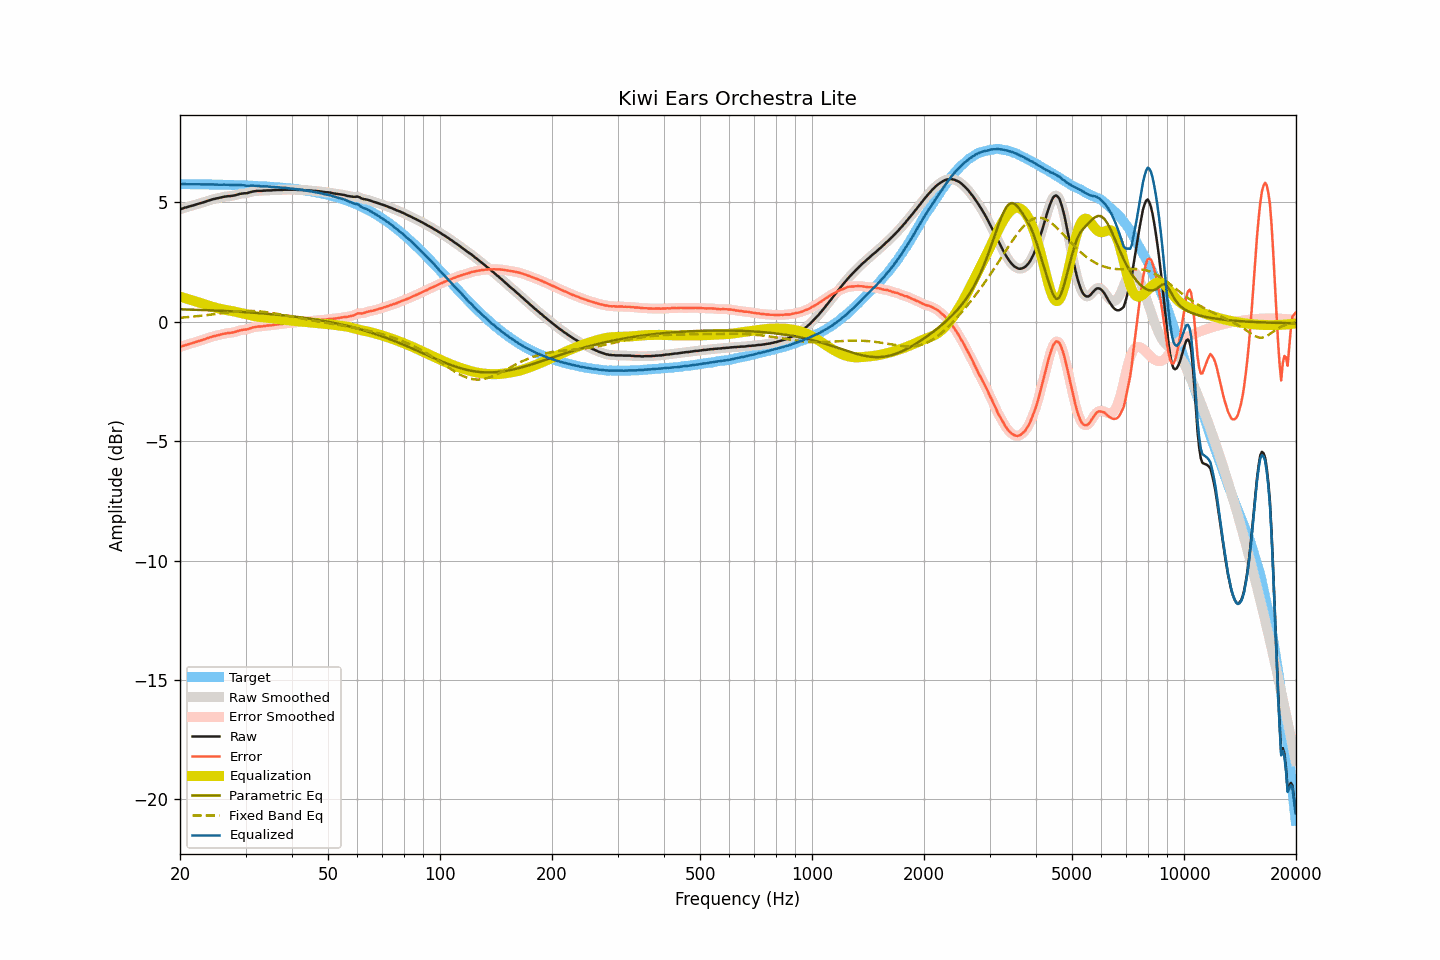 Kiwi Ears Orchestra Lite
Amplitude (dBr)
5
0
−5
−10
−15
−20
Target
Raw Smoothed
Error Smoothed
Raw
Error
Equalization
Parametric Eq
Fixed Band Eq
Equalized
20 50 100 200 500 1000 2000 5000 10000 20000
Frequency (Hz)